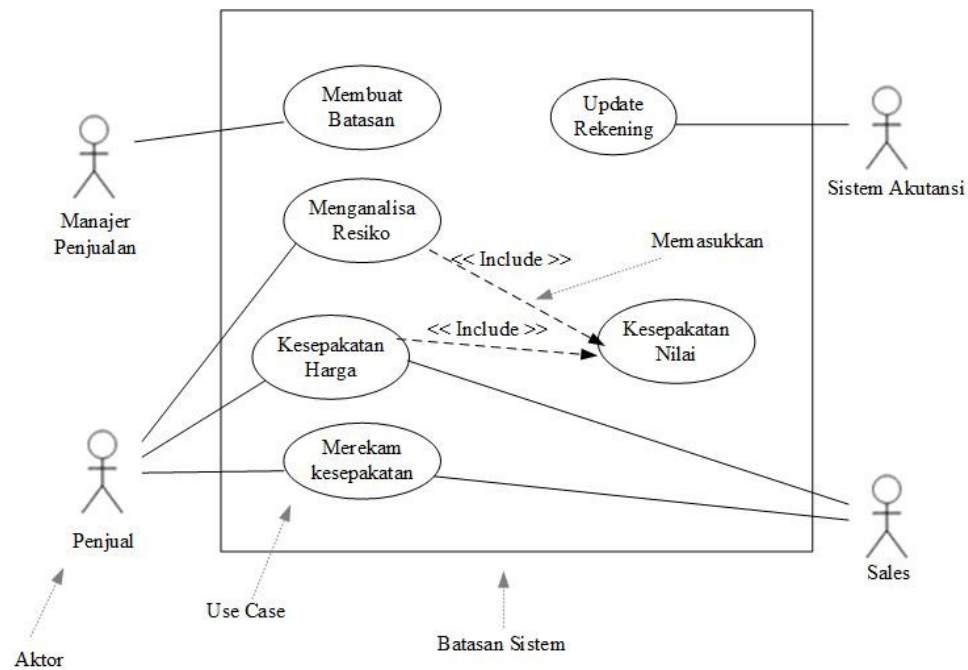 Membuat
Batasan
Update
Rekening
Manajer
Penjualan
Sistem Akutansi
Menganalisa
Resiko
<< Include >>
Memasukkan
Kesepakatan
Harga
<< Include >>
Kesepakatan
Nilai
Merekam
kesepakatan
Penjual
Sales
Use Case
Batasan Sistem
Aktor